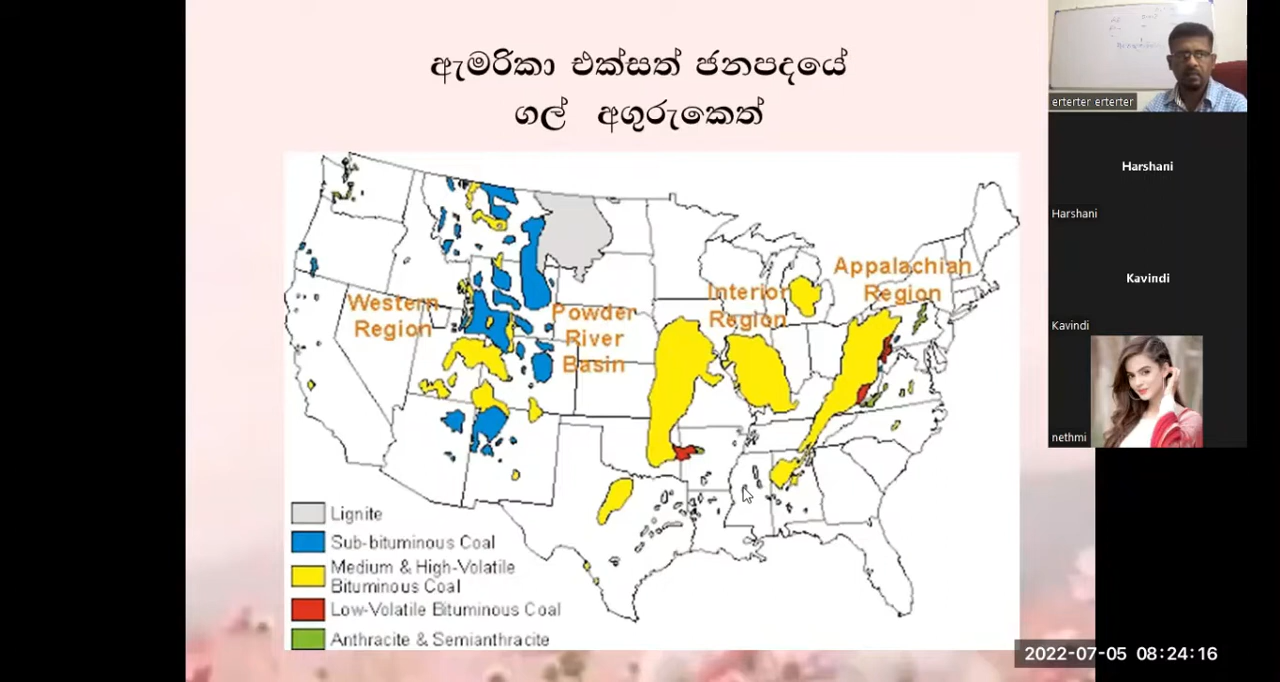 ඇමරිකා එක්සත් ජනපදයේ
ගල් අගුරුකෙත්
Western
Region
Powder
River
Basin
Interior
Region
Appalachian
Region
Lignite
Sub-bituminous Coal
Medium & High-Volatile
Bituminous Coal
Low-Volatile Bituminous Coal
Anthracite & Semianthracite
erterter erterter
Harshani
Harshani
Kavindi
Kavindi
nethmi
2022-07-05 08:24:16